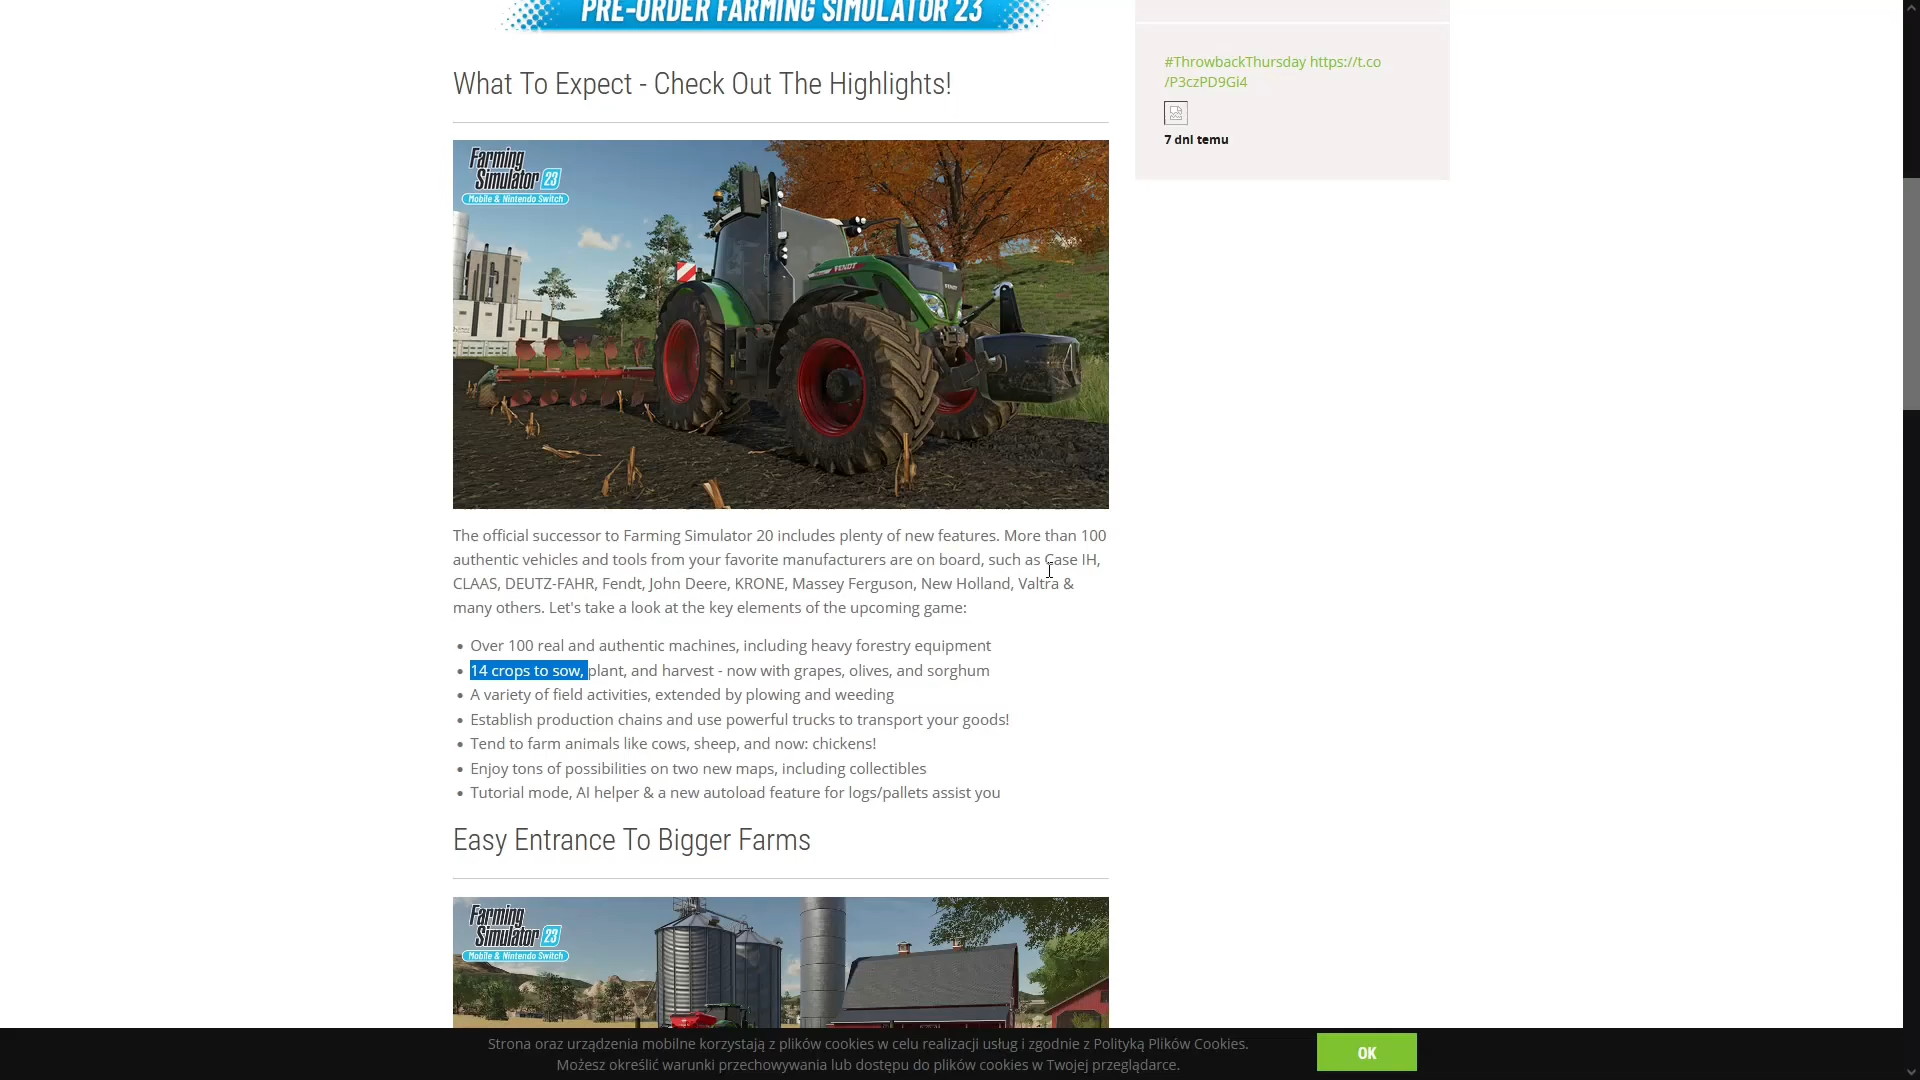 PRE-ORDER FARMING SIMULATOR 23
What To Expect - Check Out The Highlights!
Farming
Simulator 23
Mobile & Nintendo Switch
FENDT
The official successor to Farming Simulator 20 includes plenty of new features. More than 100
authentic vehicles and tools from your favorite manufacturers are on board, such as Case IH,
CLAAS, DEUTZ-FAHR, Fendt, John Deere, KRONE, Massey Ferguson, New Holland, Valtra &
many others. Let's take a look at the key elements of the upcoming game:
Over 100 real and authentic machines, including heavy forestry equipment
14 crops to sow, plant, and harvest - now with grapes, olives, and sorghum
A variety of field activities, extended by plowing and weeding
Establish production chains and use powerful trucks to transport your goods!
Tend to farm animals like cows, sheep, and now: chickens!
Enjoy tons of possibilities on two new maps, including collectibles
Tutorial mode, AI helper & a new autoload feature for logs/pallets assist you
Easy Entrance To Bigger Farms
Farming
Simulator 23
Mobile & Nintendo Switch
#ThrowbackThursday https://t.co
/P3czPD9Gi4
7 dni temu
Strona oraz urządzenia mobilne korzystają z plików cookies w celu realizacji usług i zgodnie z Polityką Plików Cookies.
Możesz określić warunki przechowywania lub dostępu do plików cookies w Twojej przeglądarce.
OK